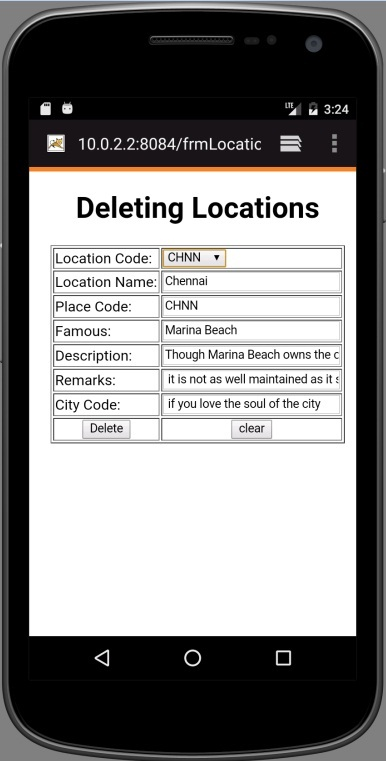 LTE 3:24
10.0.2.2:8084/frmLocatic
Deleting Locations
Location Code: CHNN
Location Name: Chennai
Place Code: CHNN
Famous: Marina Beach
Description: Though Marina Beach owns the c
Remarks: it is not as well maintained as it s
City Code: if you love the soul of the city
Delete clear